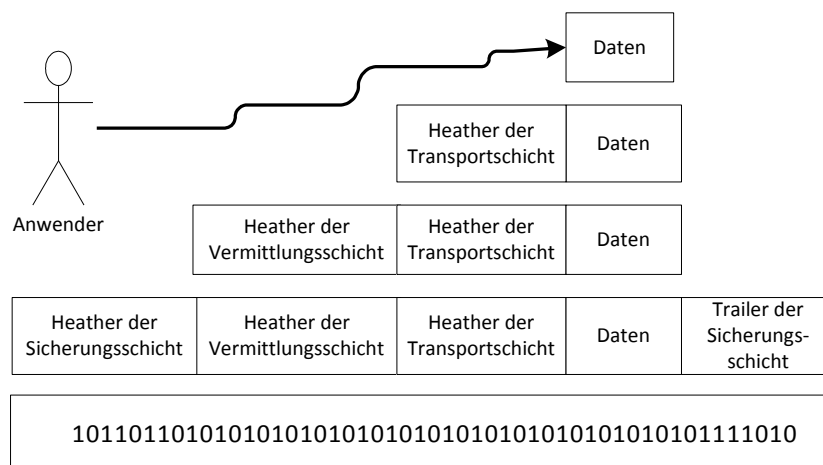 Daten
Heather der
Transportschicht
Daten
Anwender
Heather der
Vermittlungsschicht
Heather der
Transportschicht
Daten
Heather der
Sicherungsschicht
Heather der
Vermittlungsschicht
Heather der
Transportschicht
Daten
Trailer der
Sicherungs-
schicht
101101101010101010101010101010101010101010101111010